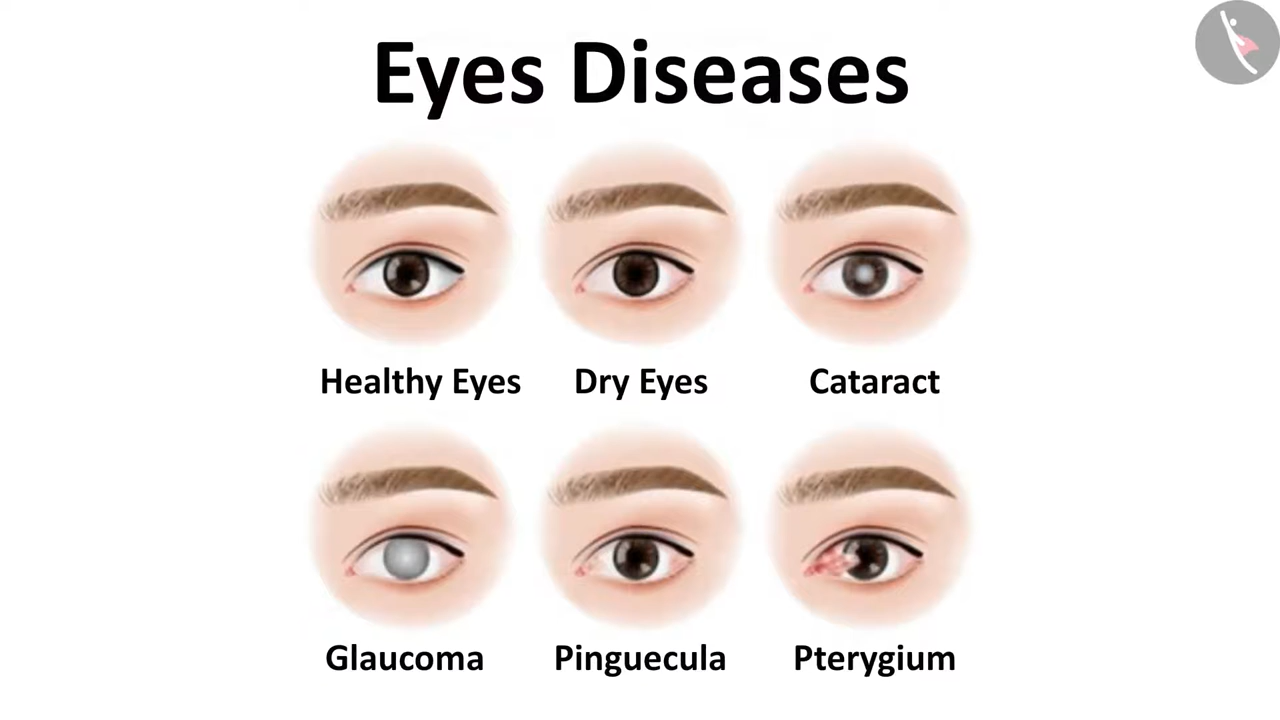 Eyes Diseases
Healthy Eyes
Dry Eyes
Cataract
Glaucoma
Pinguecula
Pterygium